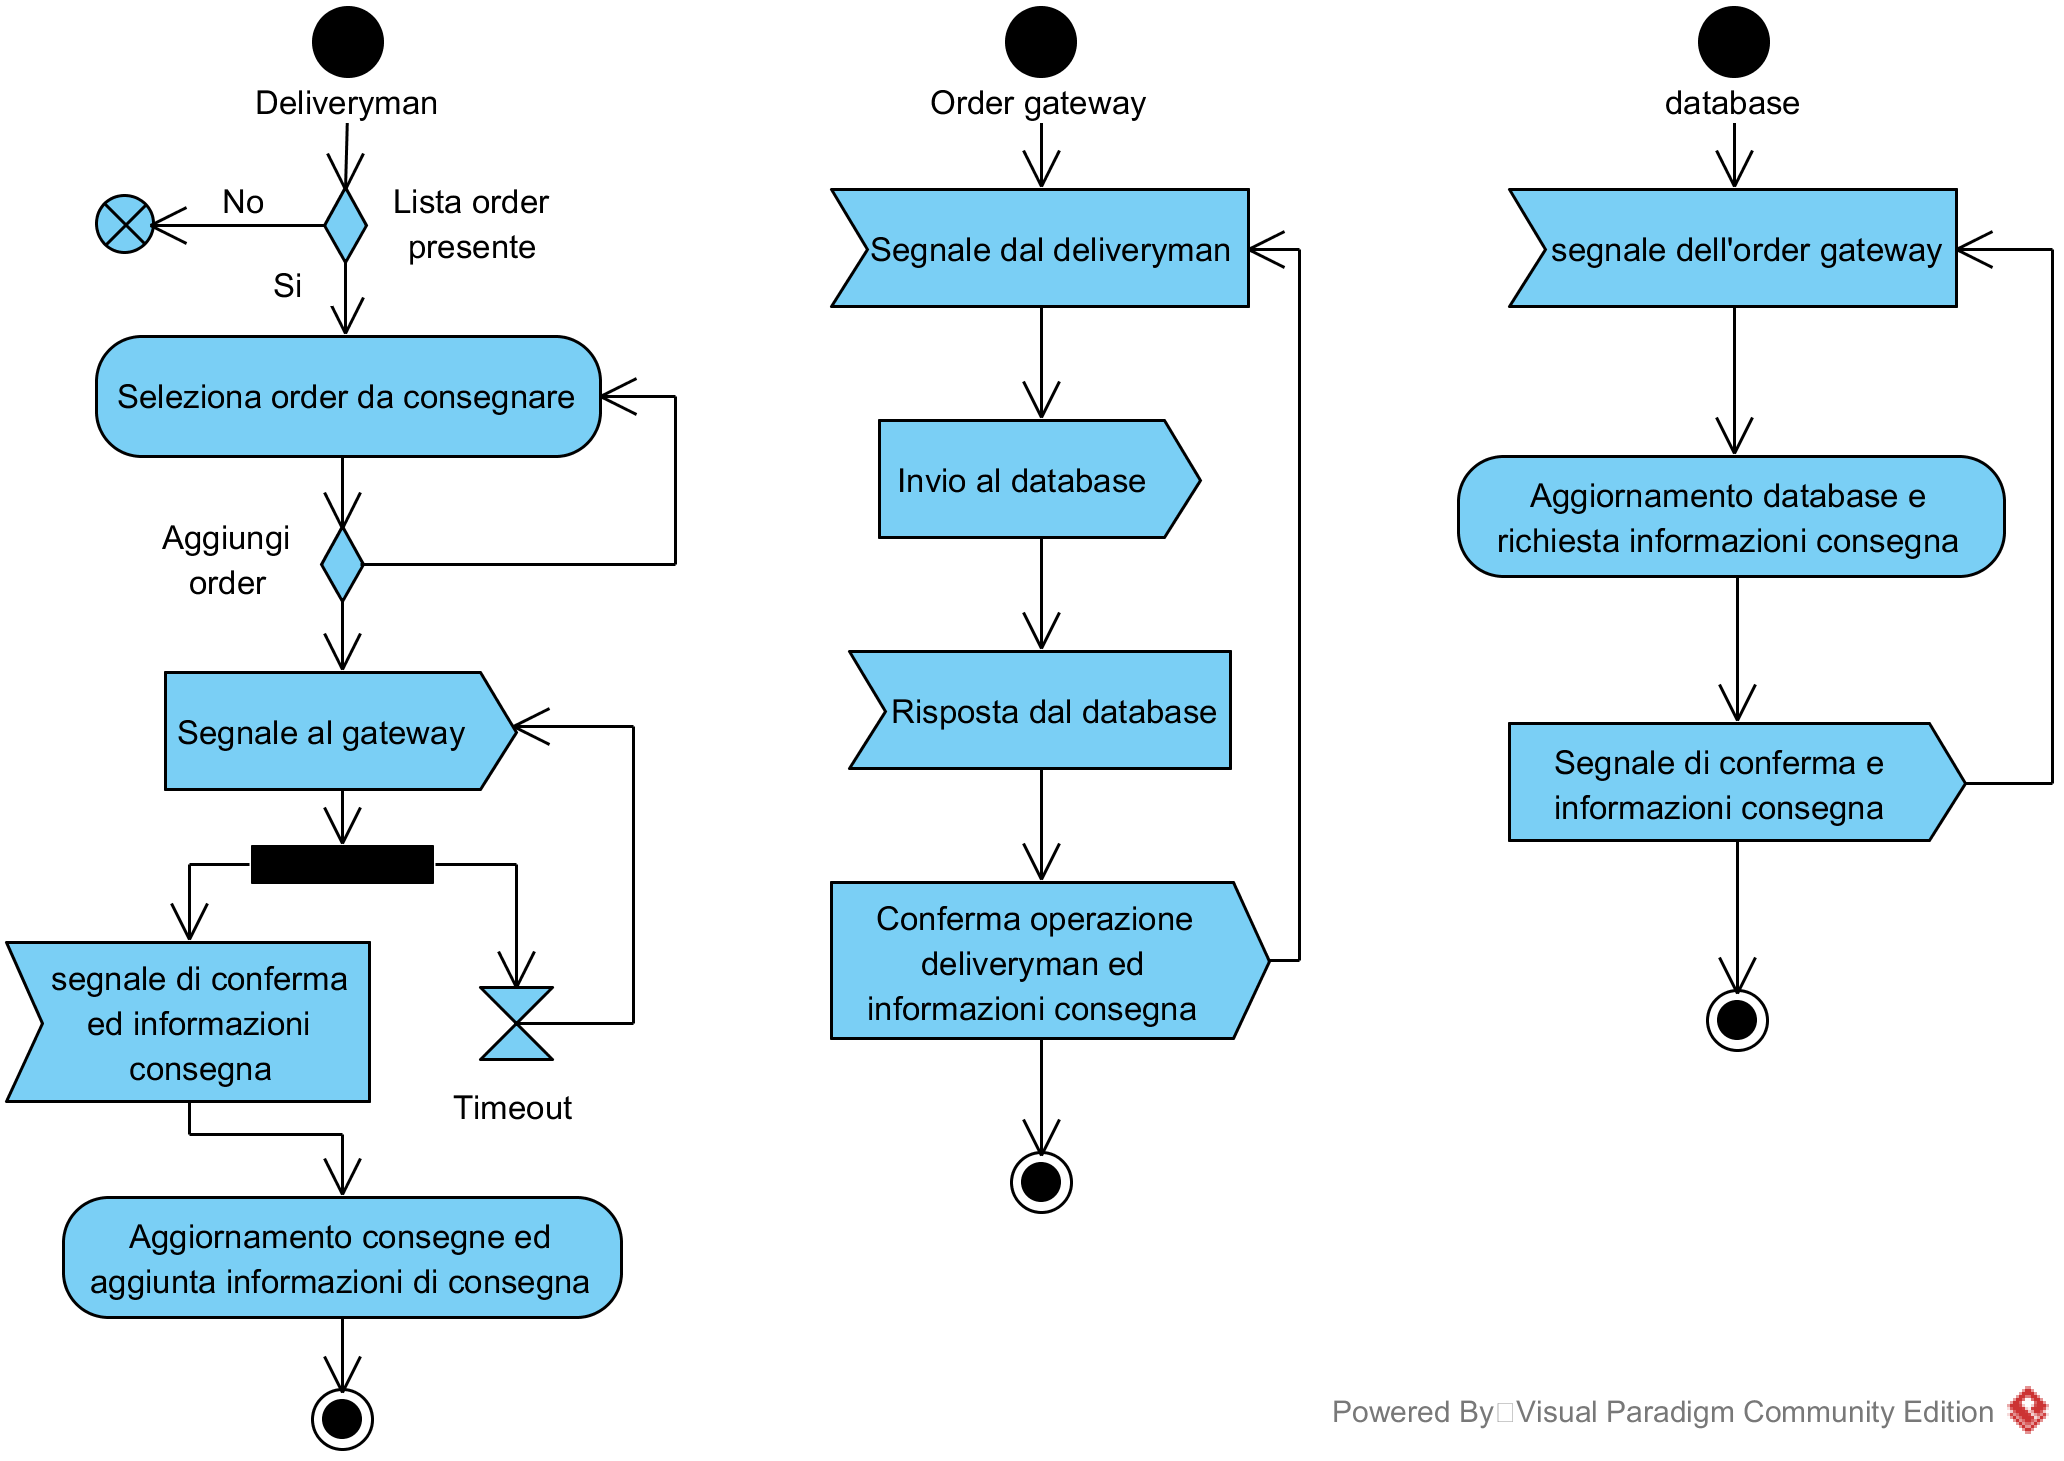 Deliveryman
No
Lista order
presente
Si
Seleziona order da consegnare
Aggiungi
order
Segnale al gateway
segnale di conferma
ed informazioni
consegna
Timeout
Aggiornamento consegne ed
aggiunta informazioni di consegna
Order gateway
Segnale dal deliveryman
Invio al database
Risposta dal database
Conferma operazione
deliveryman ed
informazioni consegna
database
segnale dell'order gateway
Aggiornamento database e
richiesta informazioni consegna
Segnale di conferma e
informazioni consegna
Powered By Visual Paradigm Community Edition